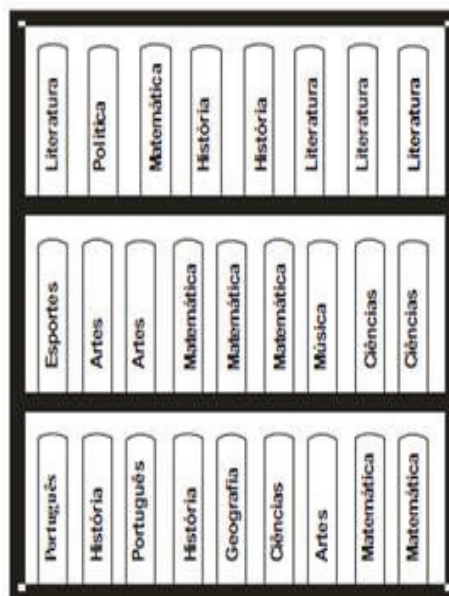 Literatura
Política
Matemática
História
História
Literatura
Literatura
Literatura
Esportes
Artes
Artes
Matemática
Matemática
Matemática
Música
Ciências
Ciências
Português
História
Português
História
Geografia
Ciências
Artes
Matemática
Matemática